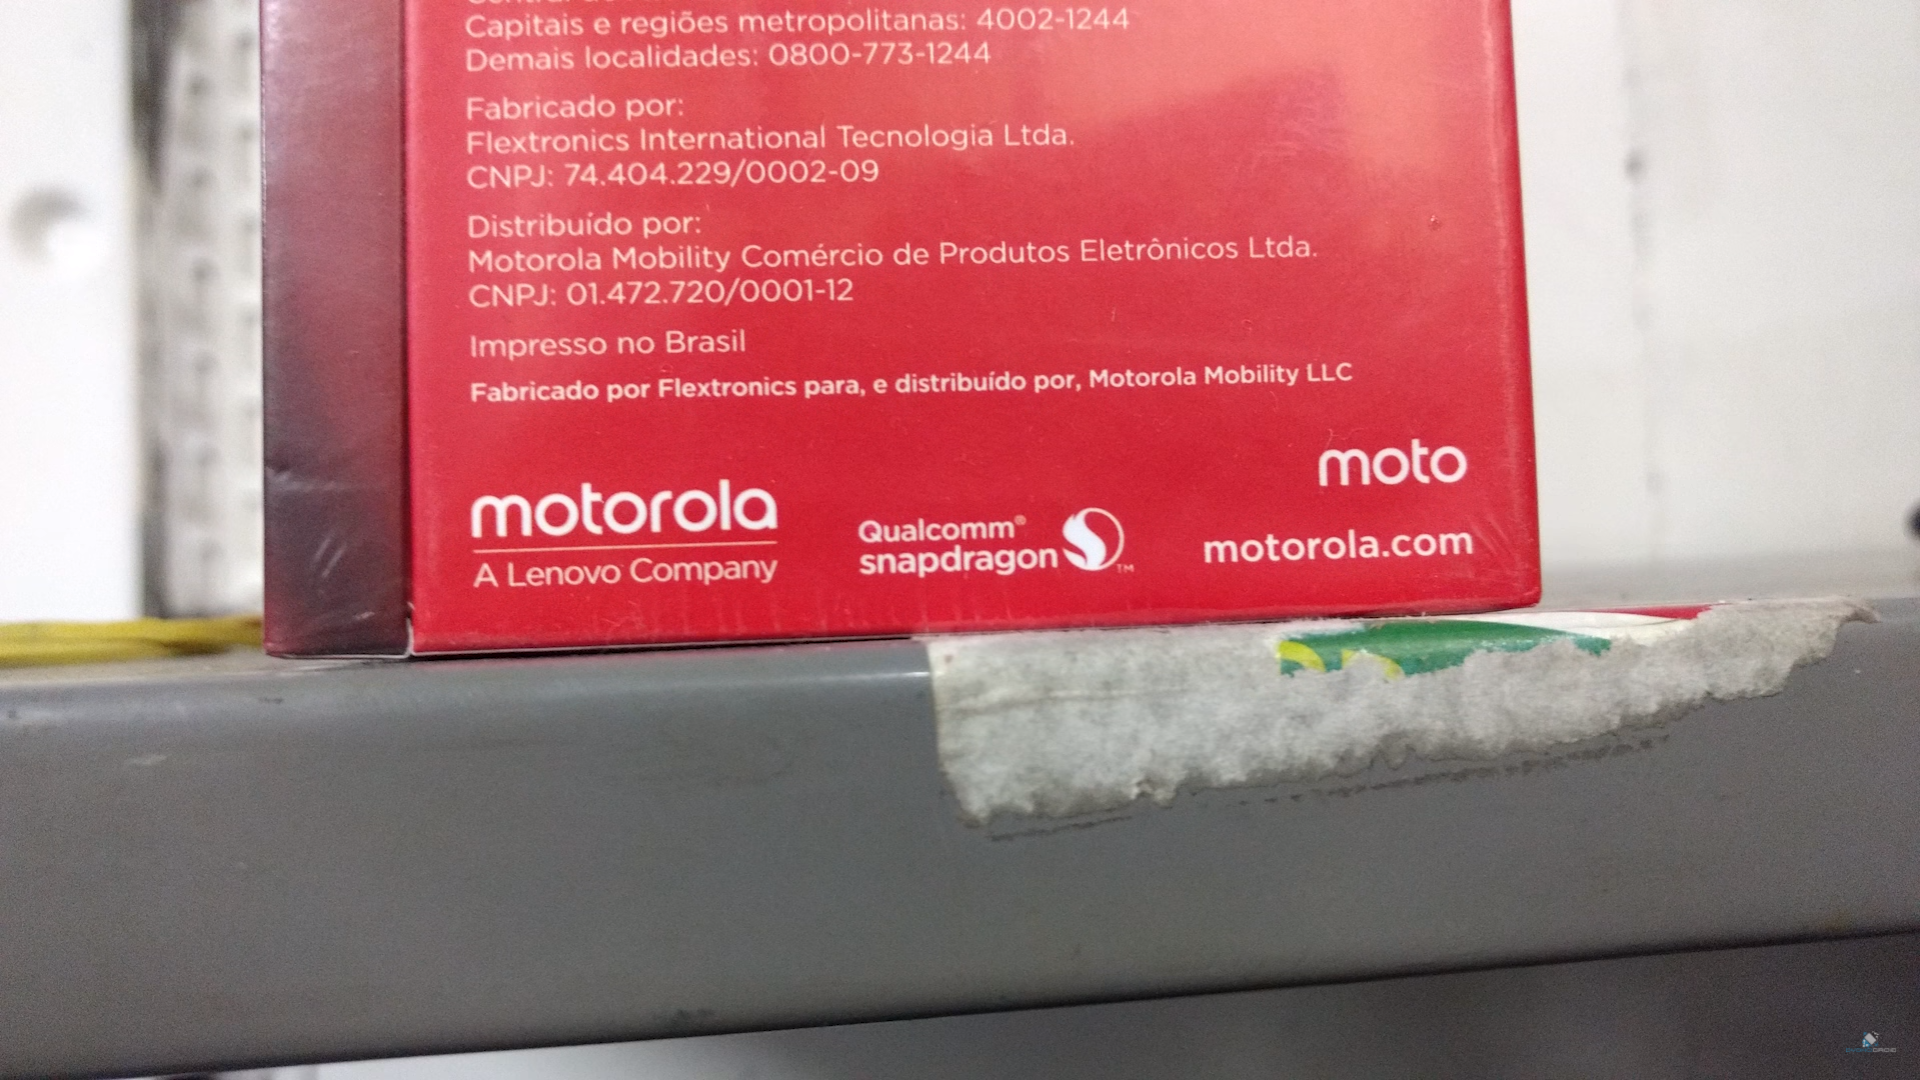 Capitais e regiões metropolitanas: 4002-1244
Demais localidades: 0800-773-1244
Fabricado por:
Flextronics International Tecnologia Ltda.
CNPJ: 74.404.229/0002-09
Distribuído por:
Motorola Mobility Comércio de Produtos Eletrônicos Ltda.
CNPJ: 01.472.720/0001-12
Impresso no Brasil
Fabricado por Flextronics para, e distribuído por, Motorola Mobility LLC
moto
motorola
A Lenovo Company
Qualcomm®
snapdragon™
motorola.com